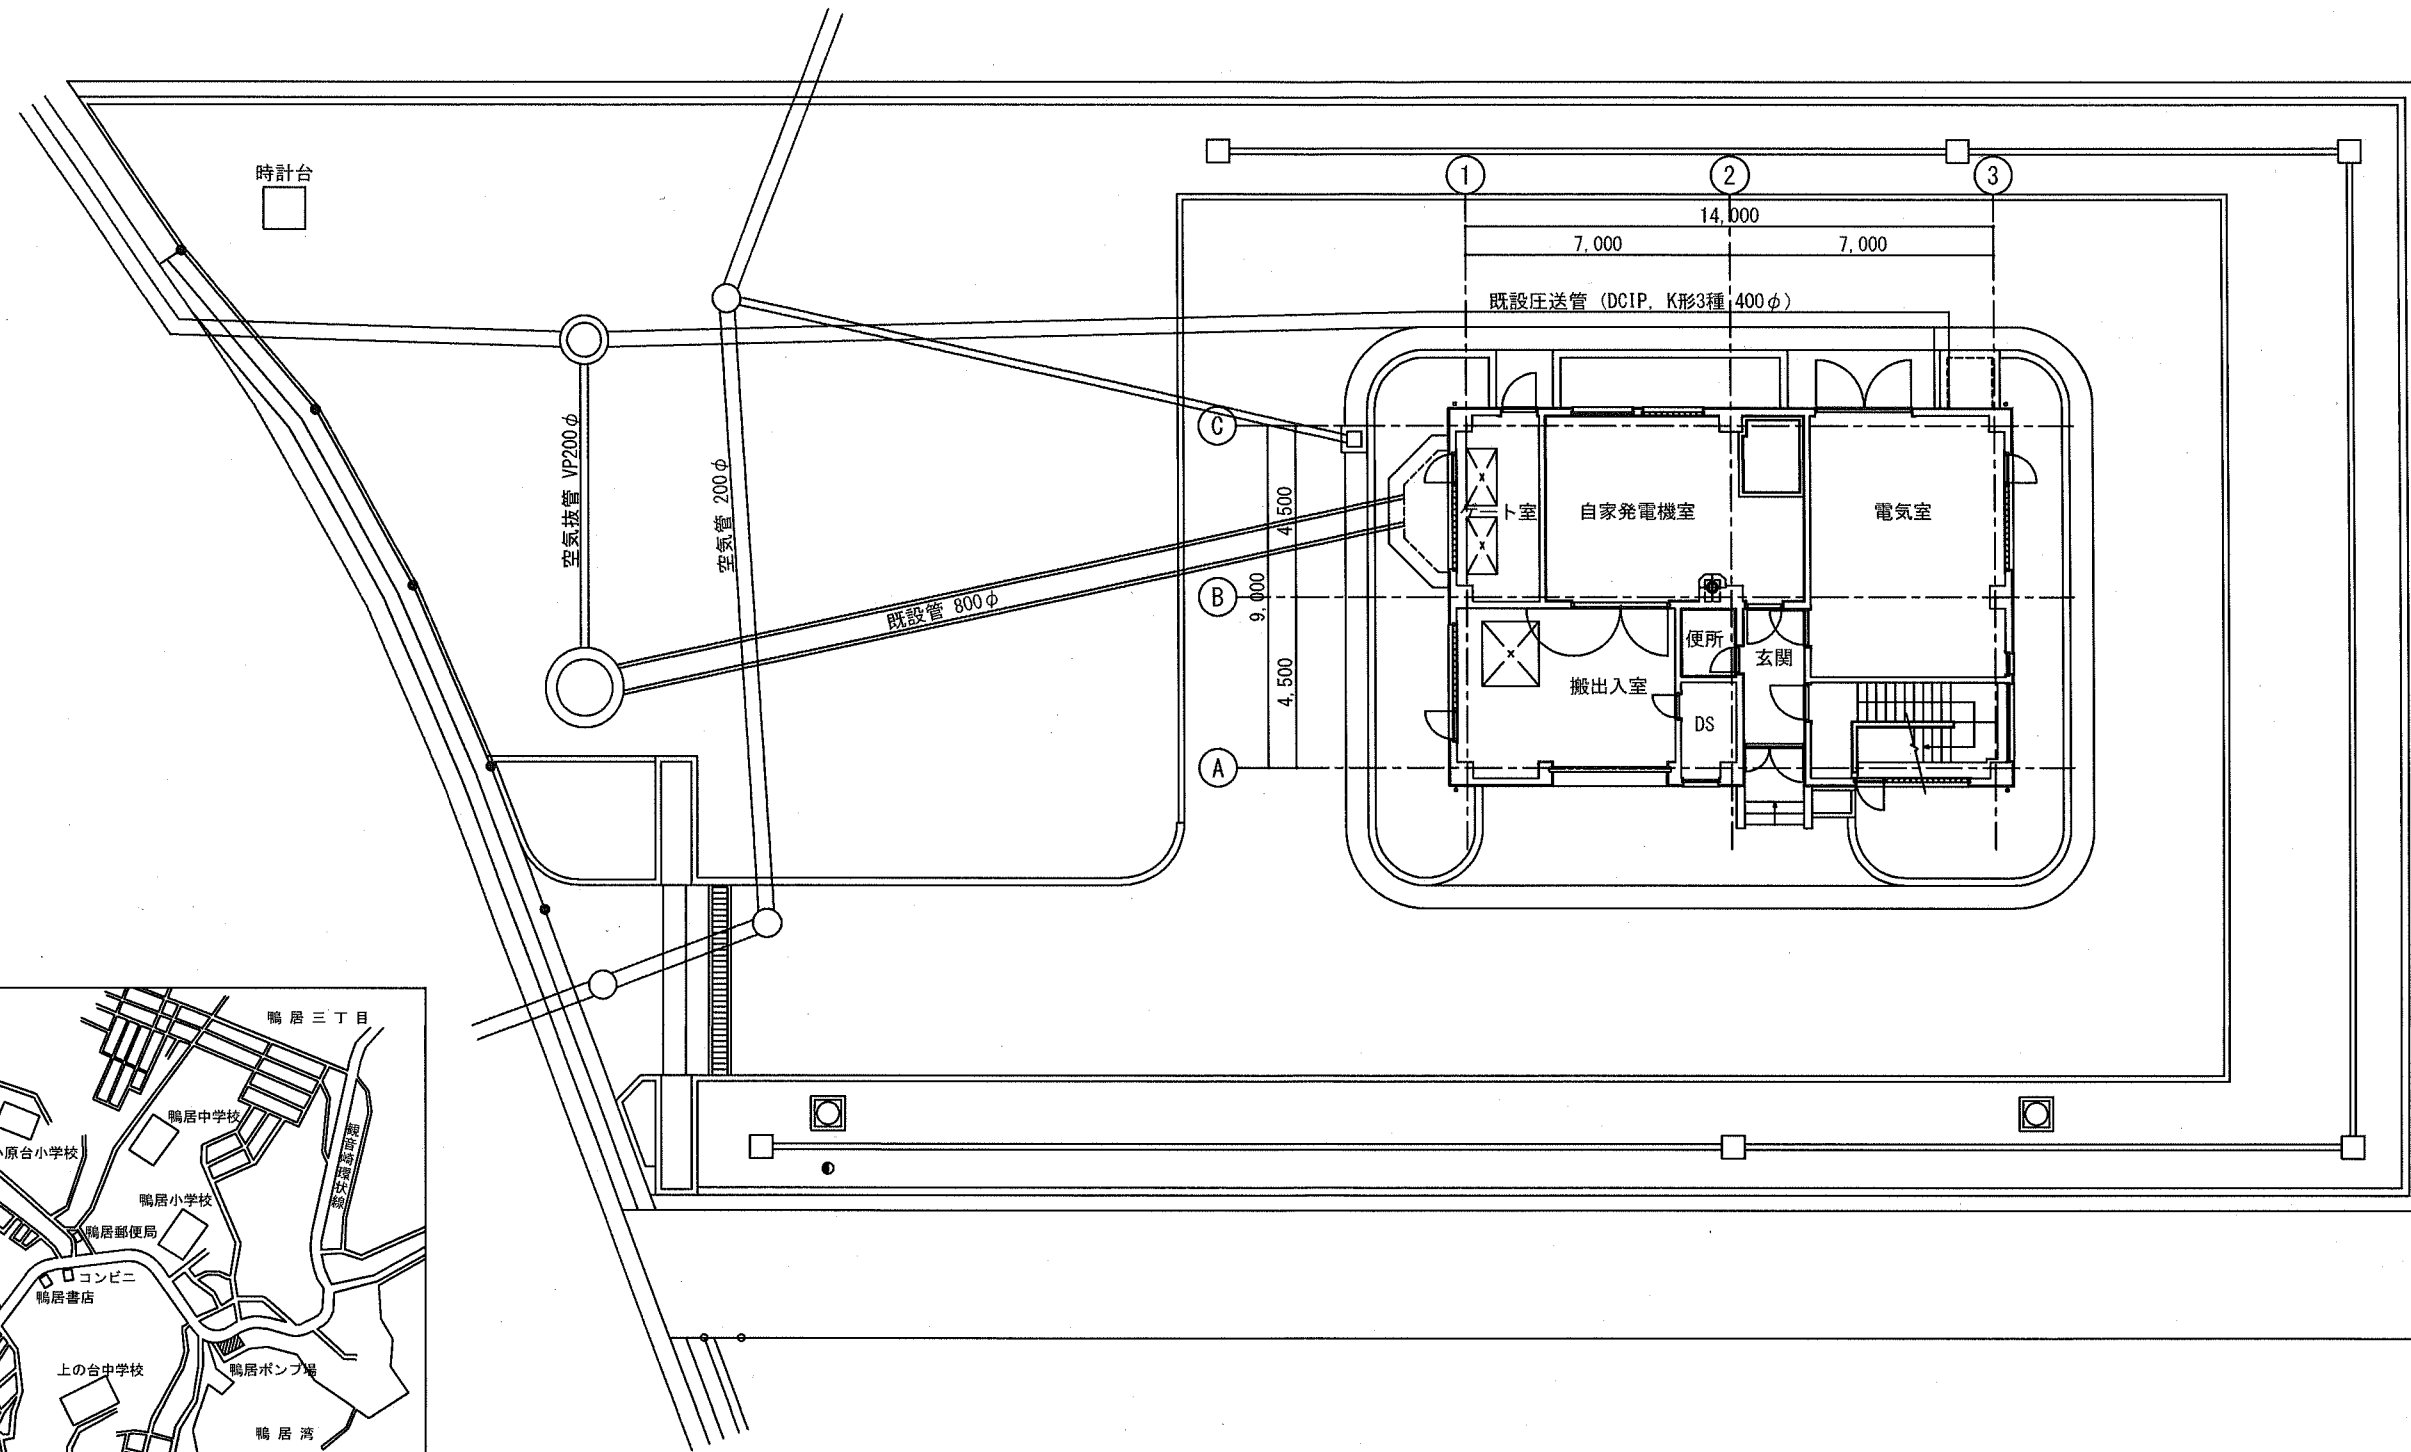 時計台
1
2
3
14,000
7,000
7,000
既設圧送管 (DCIP, K形3種 400φ)
空気抜管 VP200φ
空気管 200φ
既設管 800φ
C
B
A
4,500
9,000
4,500
ゲート室
自家発電機室
電気室
便所
玄関
搬出入室
DS
鴨居三丁目
鴨居中学校
観音崎環状線
小原台小学校
鴨居小学校
鴨居郵便局
コンビニ
鴨居書店
上の台中学校
鴨居ポンプ場
鴨居湾